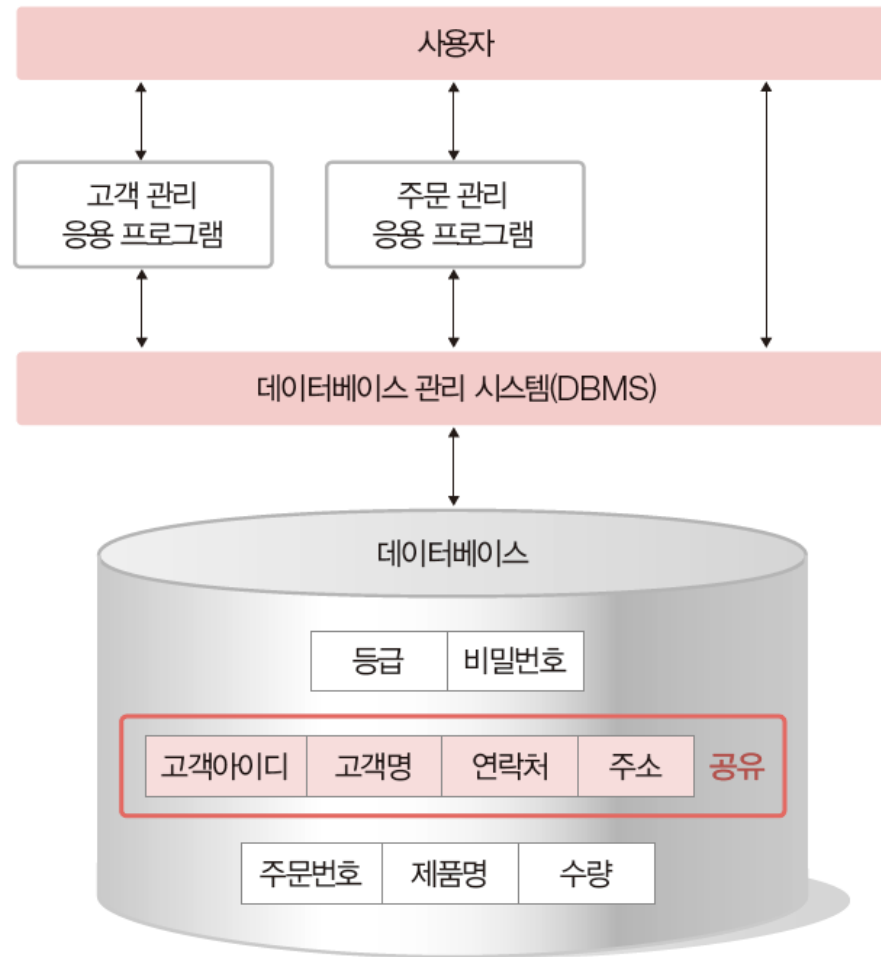 사용자
고객 관리
응용 프로그램
주문 관리
응용 프로그램
데이터베이스 관리 시스템(DBMS)
데이터베이스
등급 비밀번호
고객아이디 고객명 연락처 주소 공유
주문번호 제품명 수량